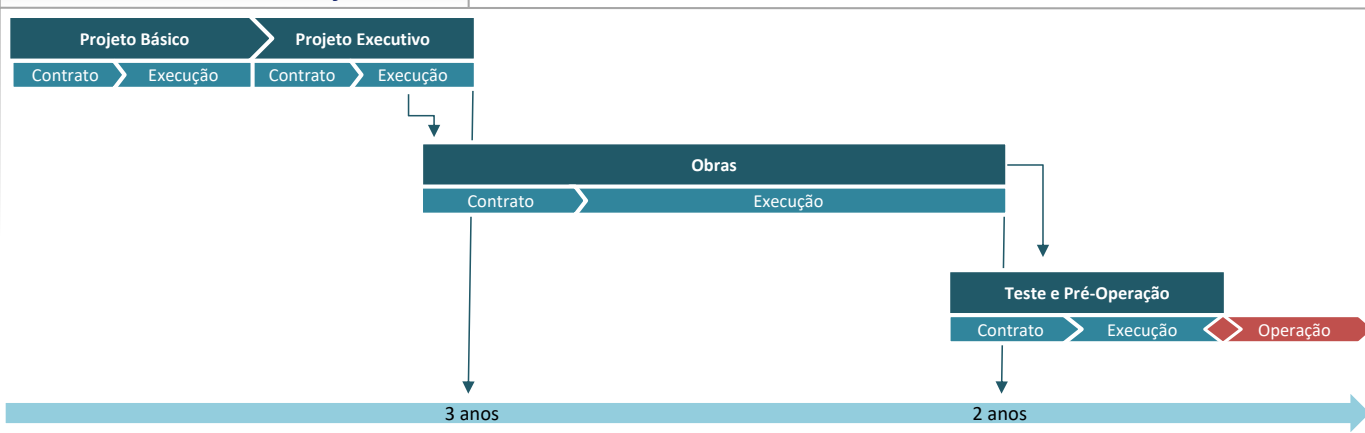 Projeto Básico
Projeto Executivo
Contrato
Execução
Contrato
Execução
Obras
Contrato
Execução
Teste e Pré-Operação
Contrato
Execução
Operação
3 anos
2 anos